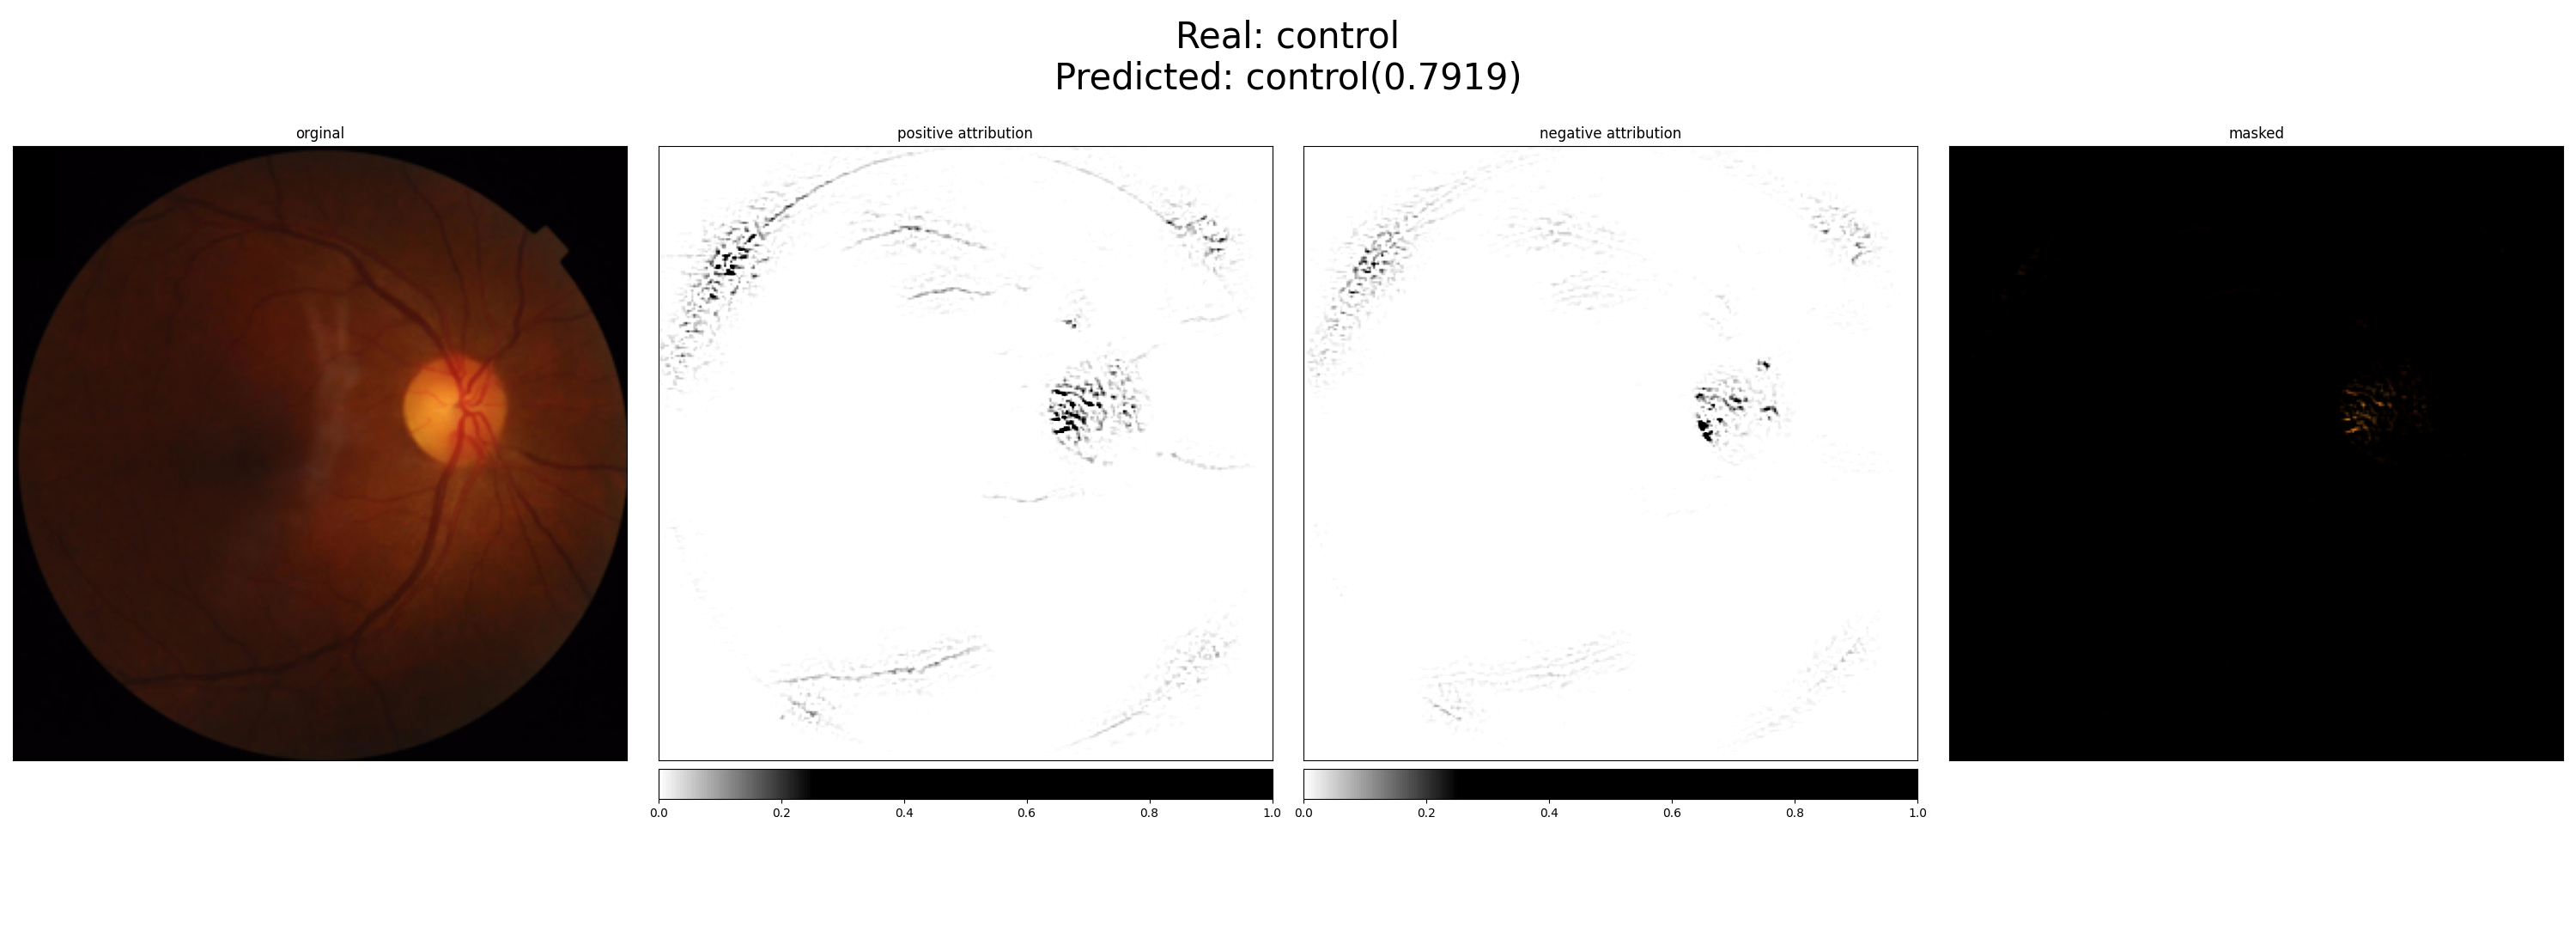 Real: control
Predicted: control(0.7919)
orginal
positive attribution
negative attribution
masked
0.0 0.2 0.4 0.6 0.8 1.0
0.0 0.2 0.4 0.6 0.8 1.0